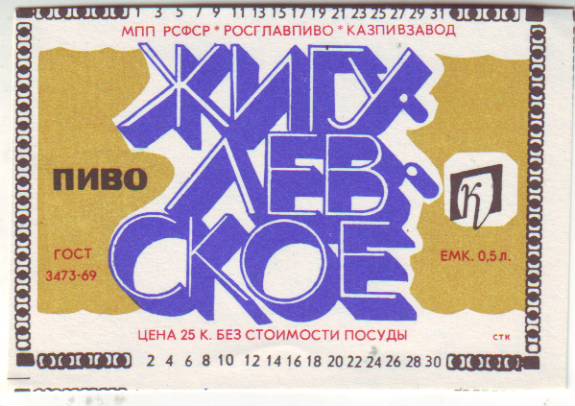 1 3 5 7 9 11 13 15 17 19 21 23 25 27 29 31
МПП РСФСР * РОСГЛАВПИВО * КАЗПИВЗАВОД
ЖИГУ-
ЛЕВ-
СКОЕ
ПИВО
К
ГОСТ
3473-69
ЕМК. 0,5 л.
ЦЕНА 25 К. БЕЗ СТОИМОСТИ ПОСУДЫ
СТК
2 4 6 8 10 12 14 16 18 20 22 24 26 28 30